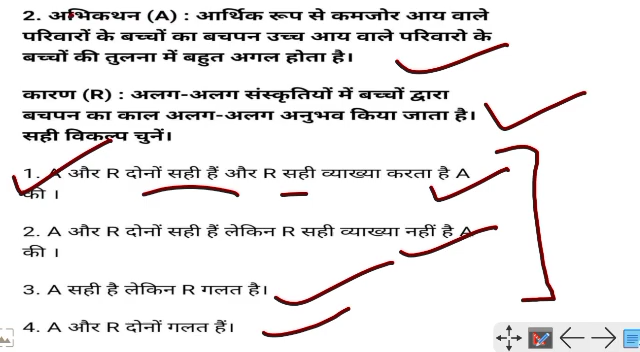 2. अभिकथन (A) : आर्थिक रूप से कमजोर आय वाले
परिवारों के बच्चों का बचपन उच्च आय वाले परिवारो के
बच्चों की तुलना में बहुत अगल होता है।
कारण (R) : अलग-अलग संस्कृतियों में बच्चों द्वारा
बचपन का काल अलग-अलग अनुभव किया जाता है।
सही विकल्प चुनें।
1. A और R दोनों सही हैं और R सही व्याख्या करता है A
की ।
2. A और R दोनों सही हैं लेकिन R सही व्याख्या नहीं है A
की ।
3. A सही है लेकिन R गलत है।
4. A और R दोनों गलत हैं।